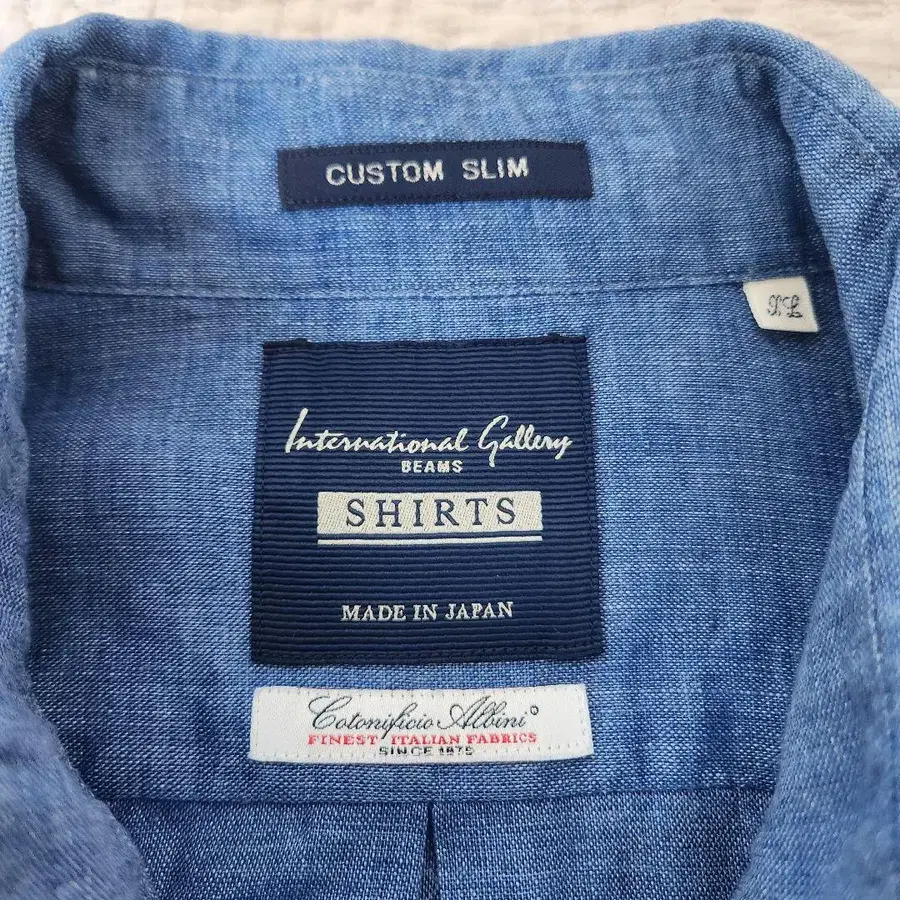 CUSTOM SLIM
XL
International Gallery
BEAMS
SHIRTS
MADE IN JAPAN
Cotonificio Albini
FINEST ITALIAN FABRICS
SINCE 1876